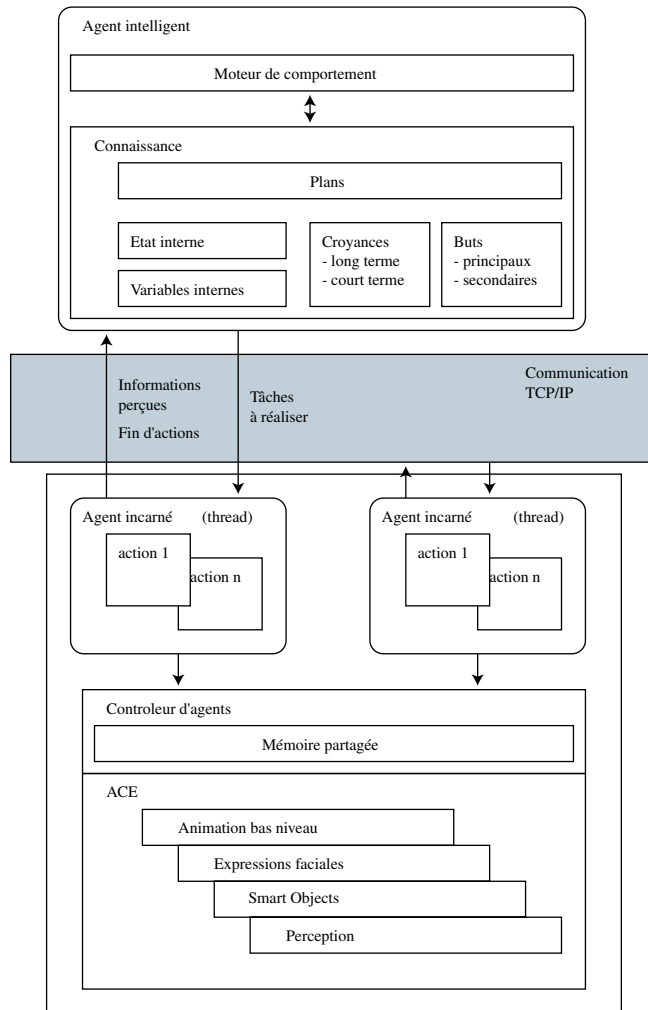 Agent intelligent
Moteur de comportement
Connaissance
Plans
Etat interne
Variables internes
Croyances
- long terme
- court terme
Buts
- principaux
- secondaires
Informations
perçues
Fin d'actions
Tâches
à réaliser
Communication
TCP/IP
Agent incarné (thread)
action 1
action n
Agent incarné (thread)
action 1
action n
Controleur d'agents
Mémoire partagée
ACE
Animation bas niveau
Expressions faciales
Smart Objects
Perception